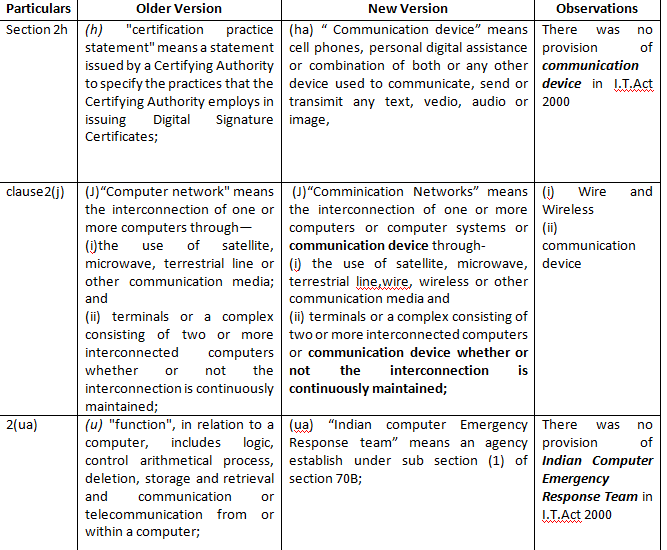 Particulars
Older Version
New Version
Observations
Section 2h
(h) "certification practice
statement" means a statement
issued by a Certifying Authority
to specify the practices that the
Certifying Authority employs in
issuing Digital Signature
Certificates;
(ha) “ Communication device” means
cell phones, personal digital assistance
or combination of both or any other
device used to communicate, send or
transimit any text, vedio, audio or
image,
There was no
provision of
communication
device in I.T.Act
2000
clause2(j)
(J)“Computer network" means
the interconnection of one or
more computers through—
(i)the use of satellite,
microwave, terrestrial line or
other communication media;
and
(ii) terminals or a complex
consisting of two or more
interconnected computers
whether or not the
interconnection is continuously
maintained;
(J)“Comminication Networks” means
the interconnection of one or more
computers or computer systems or
communication device through-
(i) the use of satellite, microwave,
terrestrial line,wire, wireless or other
communication media and
(ii) terminals or a complex consisting of
two or more interconnected computers
or communication device whether or
not the interconnection is
continuously maintained;
(i) Wire and
Wireless
(ii)
communication
device
2(ua)
(u) "function", in relation to a
computer, includes logic,
control arithmetical process,
deletion, storage and retrieval
and communication or
telecommunication from or
within a computer;
(ua) “Indian computer Emergency
Response team” means an agency
establish under sub section (1) of
section 70B;
There was no
provision of
Indian Computer
Emergency
Response Team in
I.T.Act 2000